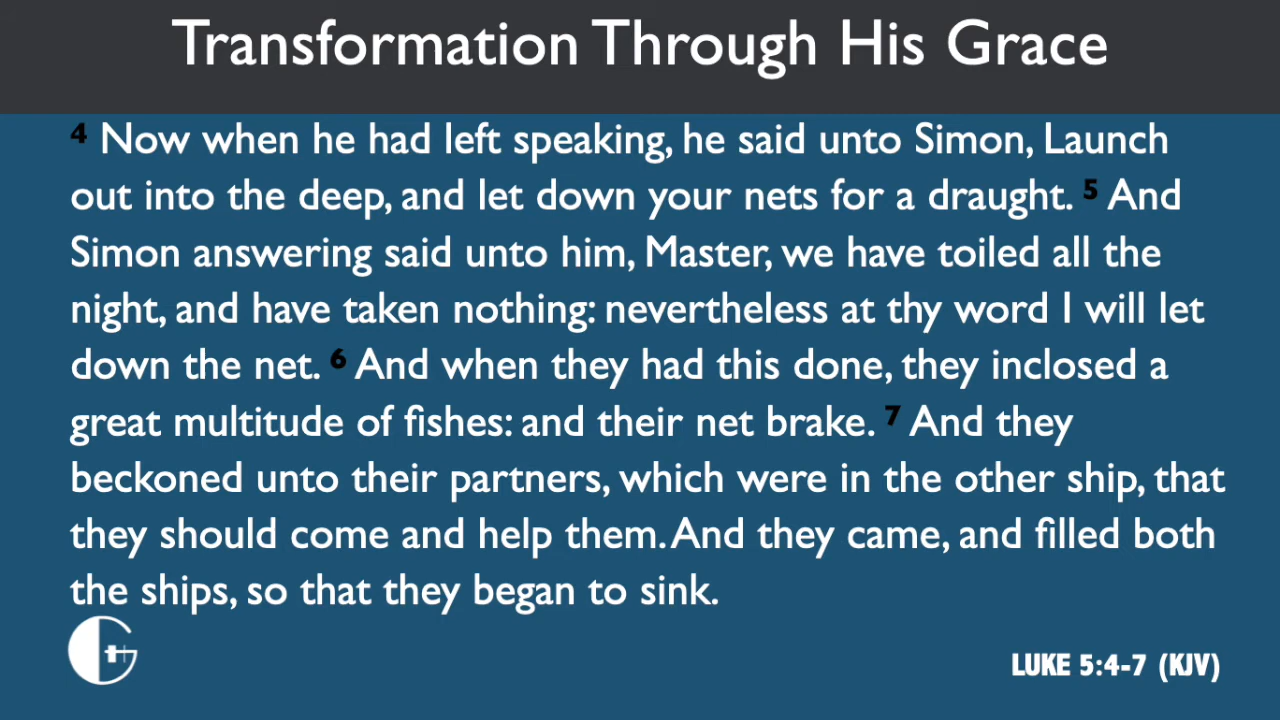 Transformation Through His Grace
4 Now when he had left speaking, he said unto Simon, Launch
out into the deep, and let down your nets for a draught. 5 And
Simon answering said unto him, Master, we have toiled all the
night, and have taken nothing: nevertheless at thy word I will let
down the net. 6 And when they had this done, they inclosed a
great multitude of fishes: and their net brake. 7 And they
beckoned unto their partners, which were in the other ship, that
they should come and help them. And they came, and filled both
the ships, so that they began to sink.
LUKE 5:4-7 (KJV)